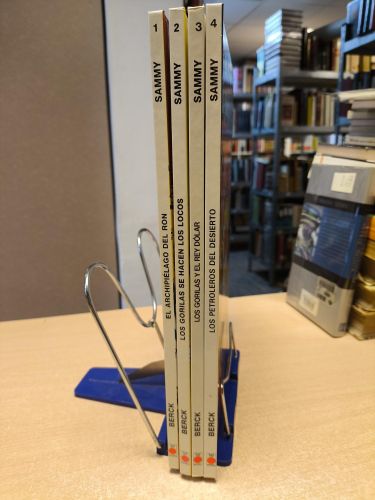 1 SAMMY EL ARCHIPIELAGO DEL RON BERCK
2 SAMMY LOS GORILAS SE HACEN LOS LOCOS BERCK
3 SAMMY LOS GORILAS Y EL REY DÓLAR BERCK
4 SAMMY LOS PETROLEROS DEL DESIERTO BERCK